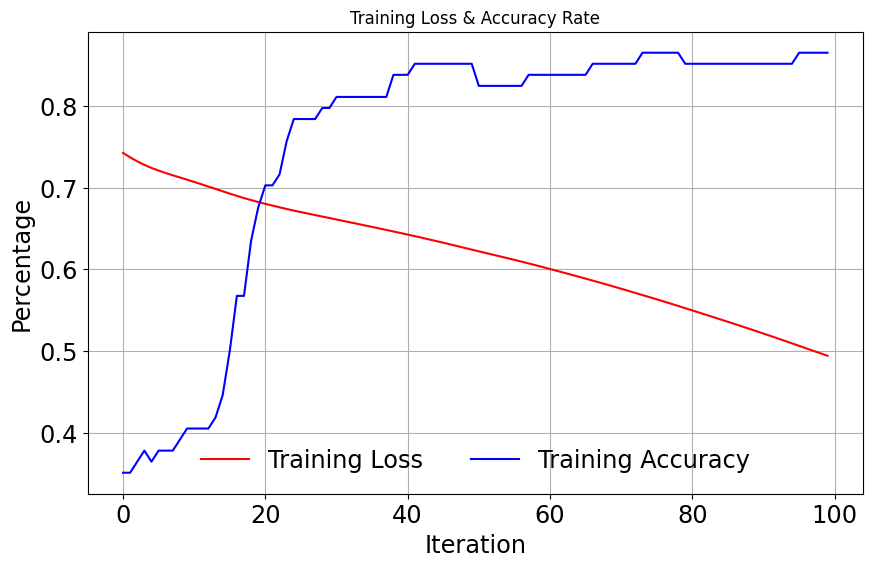 Training Loss & Accuracy Rate
Percentage
0.8
0.7
0.6
0.5
0.4
Training Loss
Training Accuracy
0 20 40 60 80 100
Iteration